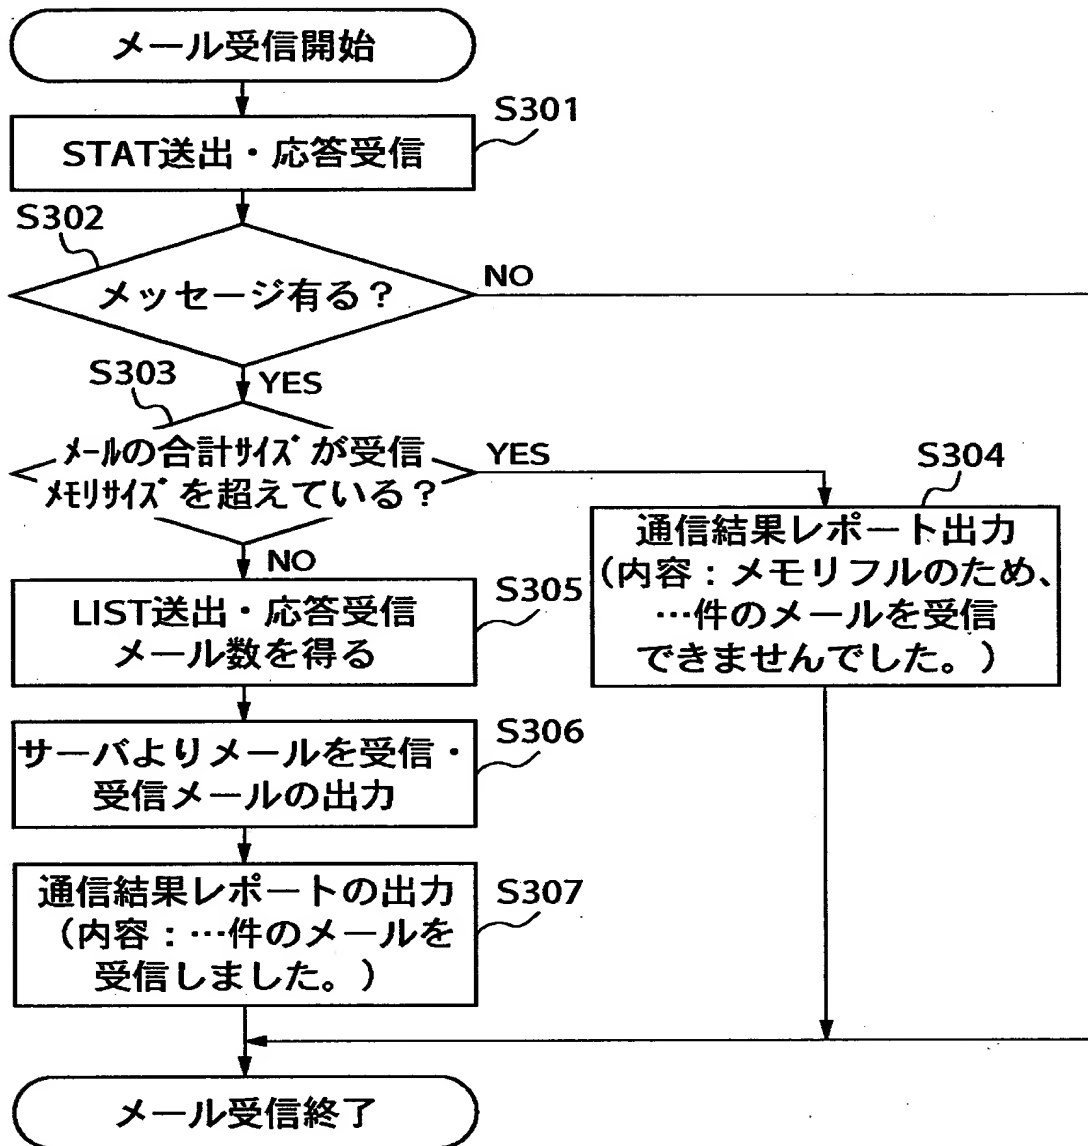 メール受信開始
S301
STAT送出・応答受信
S302
メッセージ有る？
NO
S303
YES
ﾒｰﾙの合計ｻｲｽﾞが受信
ﾒﾓﾘｻｲｽﾞを超えている？
YES
S304
通信結果レポート出力
（内容：メモリフルのため、
…件のメールを受信
できませんでした。）
NO
S305
LIST送出・応答受信
メール数を得る
S306
サーバよりメールを受信・
受信メールの出力
S307
通信結果レポートの出力
（内容：…件のメールを
受信しました。）
メール受信終了